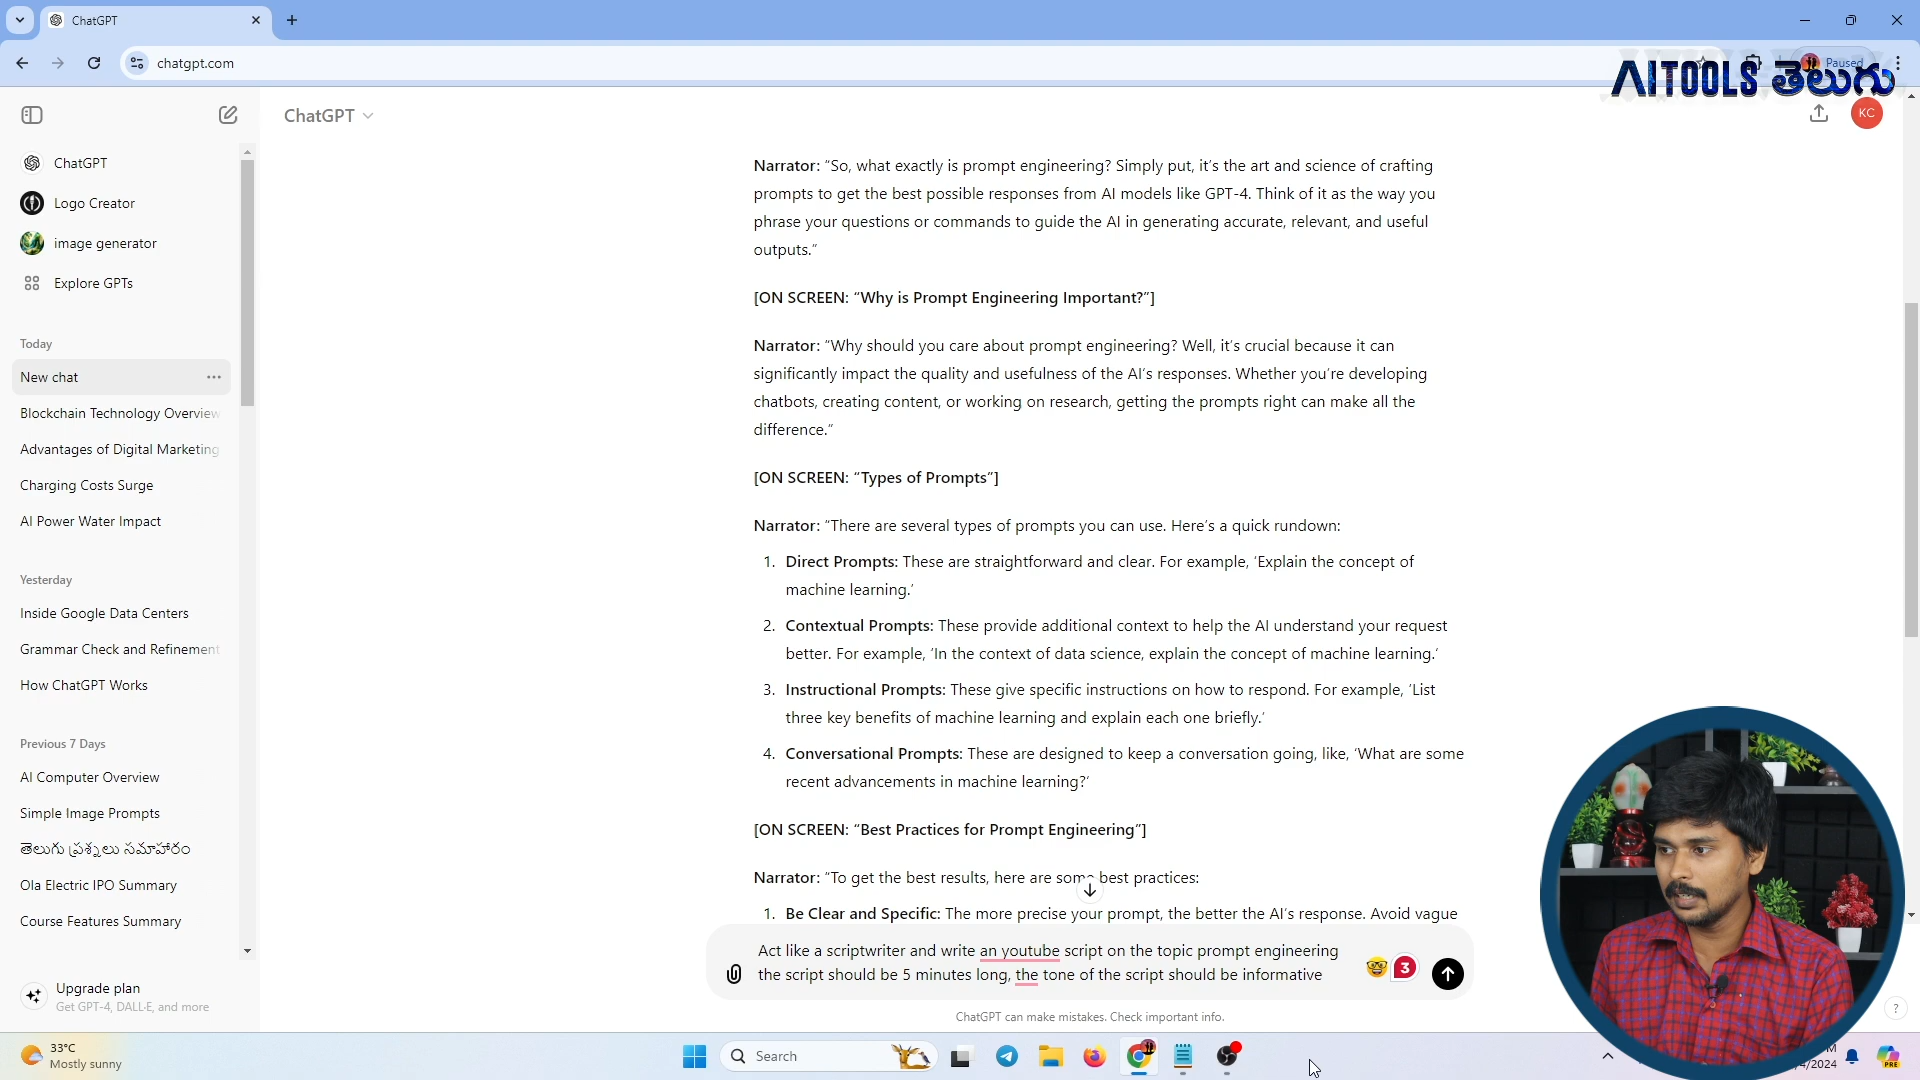 ChatGPT
chatgpt.com
Paused
AITOOLS తెలుగు
ChatGPT
KC
ChatGPT
Logo Creator
image generator
Explore GPTs
Today
New chat
Blockchain Technology Overview
Advantages of Digital Marketing
Charging Costs Surge
AI Power Water Impact
Yesterday
Inside Google Data Centers
Grammar Check and Refinement
How ChatGPT Works
Previous 7 Days
AI Computer Overview
Simple Image Prompts
తెలుగు ప్రశ్నలు సమాహారం
Ola Electric IPO Summary
Course Features Summary
Upgrade plan
Get GPT-4, DALL·E, and more
Narrator: “So, what exactly is prompt engineering? Simply put, it’s the art and science of crafting
prompts to get the best possible responses from AI models like GPT-4. Think of it as the way you
phrase your questions or commands to guide the AI in generating accurate, relevant, and useful
outputs.”
[ON SCREEN: “Why is Prompt Engineering Important?”]
Narrator: “Why should you care about prompt engineering? Well, it’s crucial because it can
significantly impact the quality and usefulness of the AI’s responses. Whether you’re developing
chatbots, creating content, or working on research, getting the prompts right can make all the
difference.”
[ON SCREEN: “Types of Prompts”]
Narrator: “There are several types of prompts you can use. Here’s a quick rundown:
1. Direct Prompts: These are straightforward and clear. For example, ‘Explain the concept of
machine learning.’
2. Contextual Prompts: These provide additional context to help the AI understand your request
better. For example, ‘In the context of data science, explain the concept of machine learning.’
3. Instructional Prompts: These give specific instructions on how to respond. For example, ‘List
three key benefits of machine learning and explain each one briefly.’
4. Conversational Prompts: These are designed to keep a conversation going, like, ‘What are some
recent advancements in machine learning?’
[ON SCREEN: “Best Practices for Prompt Engineering”]
Narrator: “To get the best results, here are some best practices:
1. Be Clear and Specific: The more precise your prompt, the better the AI’s response. Avoid vague
Act like a scriptwriter and write an youtube script on the topic prompt engineering
the script should be 5 minutes long, the tone of the script should be informative
3
ChatGPT can make mistakes. Check important info.
?
33°C
Mostly sunny
Search
/2024
PRE